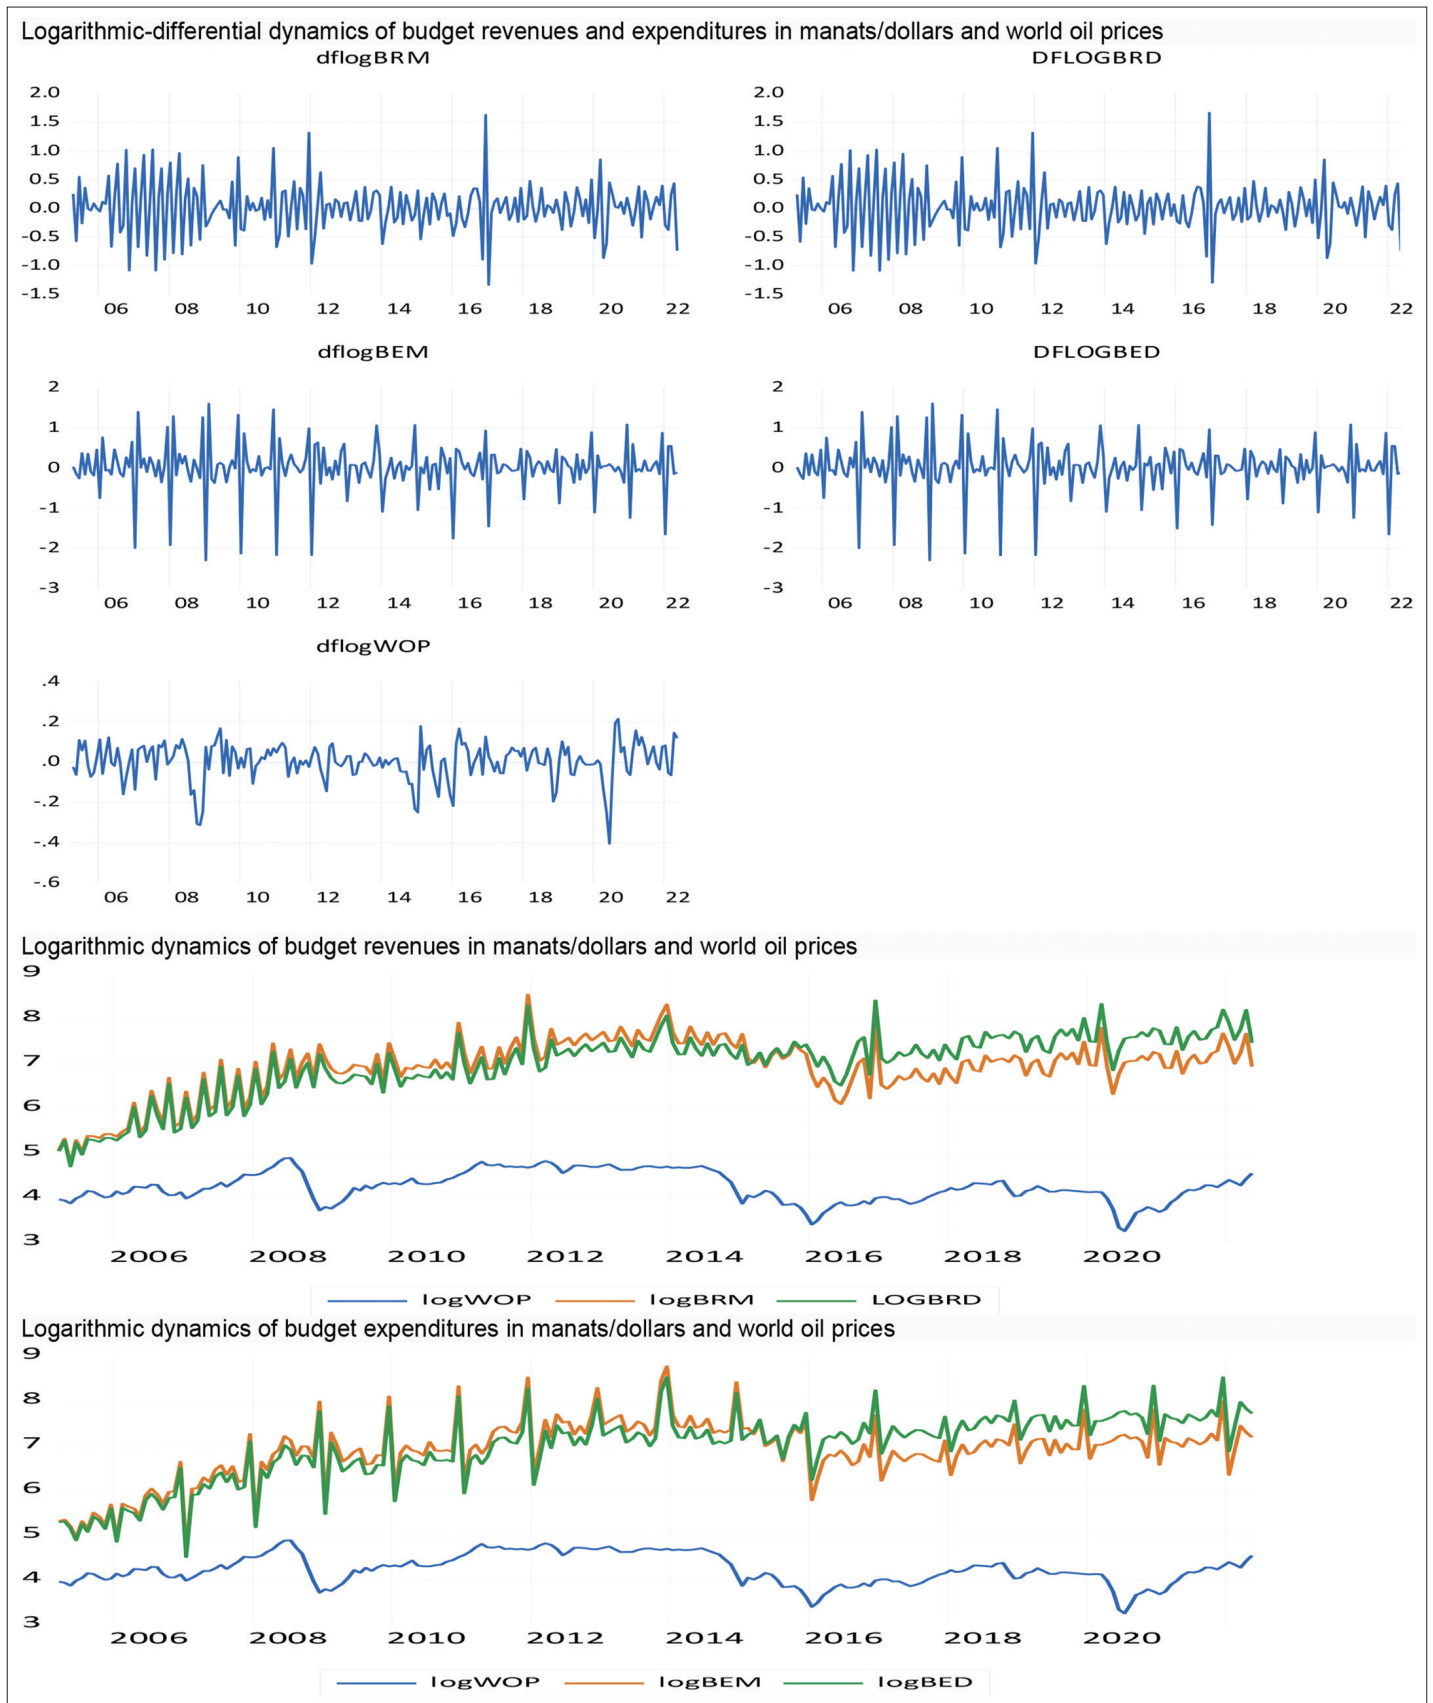 Logarithmic-differential dynamics of budget revenues and expenditures in manats/dollars and world oil prices
dflogBRM
2.0
1.5
1.0
0.5
0.0
-0.5
-1.0
-1.5
06 08 10 12 14 16 18 20 22
DFLOGBRD
2.0
1.5
1.0
0.5
0.0
-0.5
-1.0
-1.5
06 08 10 12 14 16 18 20 22
dflogBEM
2
1
0
-1
-2
-3
06 08 10 12 14 16 18 20 22
DFLOGBED
2
1
0
-1
-2
-3
06 08 10 12 14 16 18 20 22
dflogWOP
.4
.2
.0
-.2
-.4
-.6
06 08 10 12 14 16 18 20 22
Logarithmic dynamics of budget revenues in manats/dollars and world oil prices
9
8
7
6
5
4
3
2006 2008 2010 2012 2014 2016 2018 2020
logWOP logBRM LOGBRD
Logarithmic dynamics of budget expenditures in manats/dollars and world oil prices
9
8
7
6
5
4
3
2006 2008 2010 2012 2014 2016 2018 2020
logWOP logBEM logBED